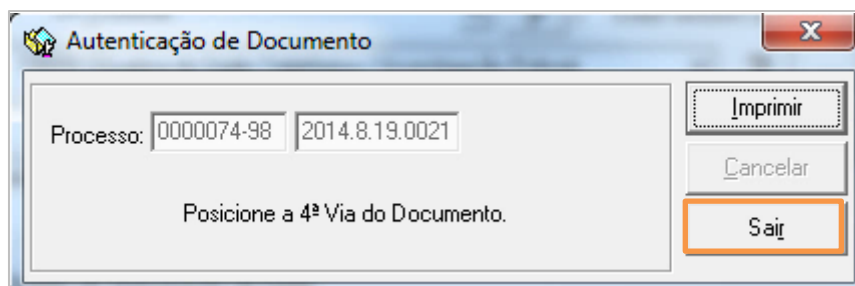 Autenticação de Documento
Processo: 0000074-98 2014.8.19.0021
Posicione a 4ª Via do Documento.
Imprimir
Cancelar
Sair